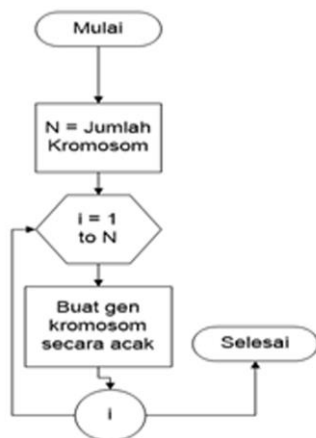 Mulai
N = Jumlah
Kromosom
i = 1
to N
Buat gen
kromosom
secara acak
Selesai
i